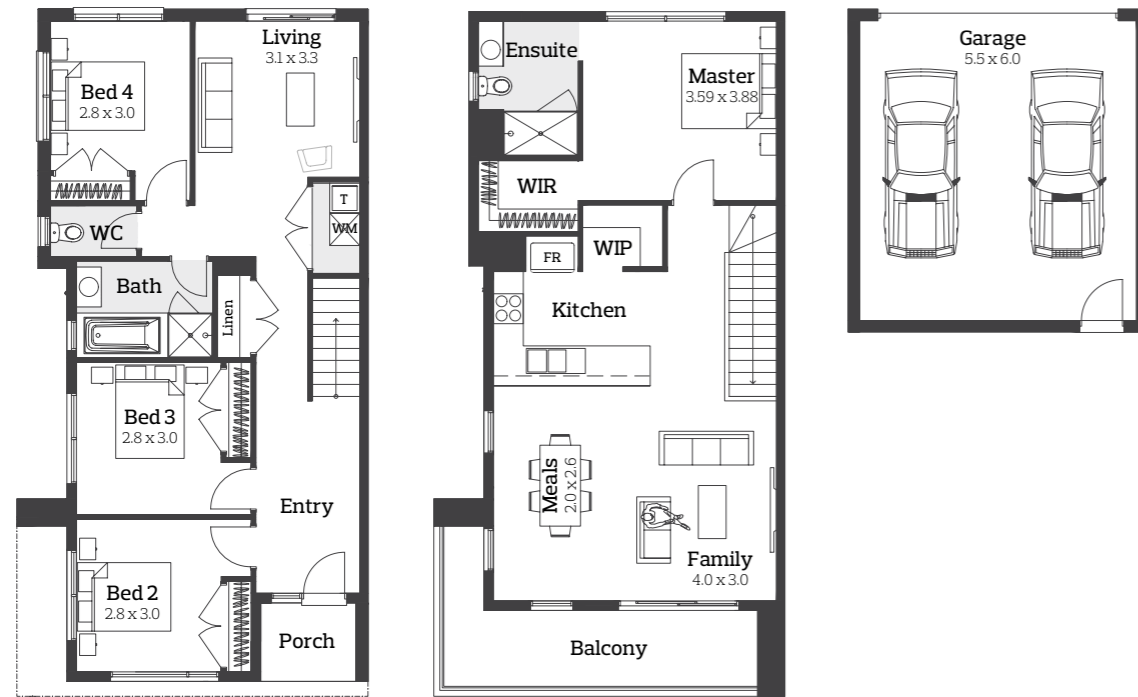 Living
3.1 x 3.3
Bed 4
2.8 x 3.0
T
WM
WC
Bath
Linen
Bed 3
2.8 x 3.0
Entry
Bed 2
2.8 x 3.0
Porch
Ensuite
Master
3.59 x 3.88
WIR
WIP
FR
Kitchen
Meals
2.0 x 2.6
Family
4.0 x 3.0
Balcony
Garage
5.5 x 6.0